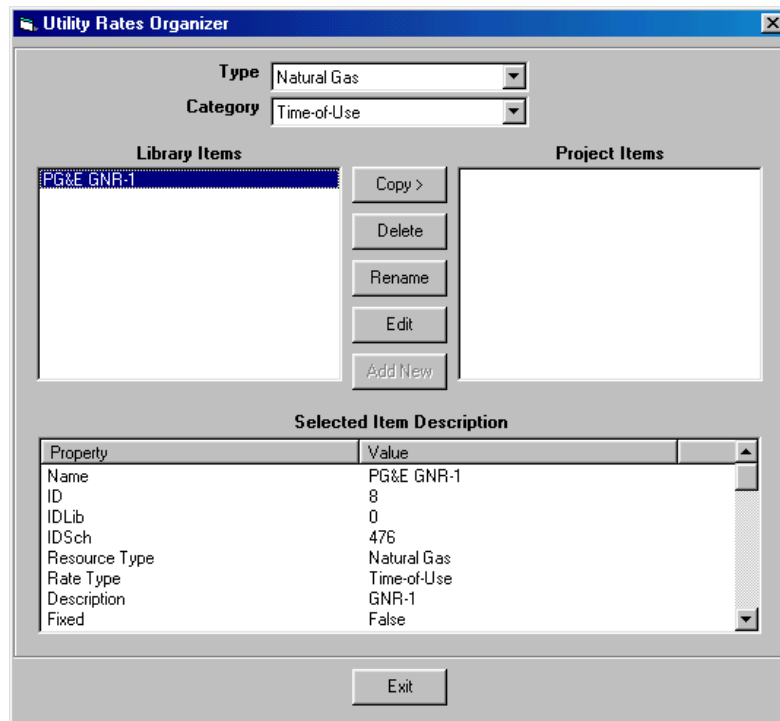 Utility Rates Organizer
Type Natural Gas
Category Time-of-Use
Library Items Project Items
PG&E GNR-1
Copy >
Delete
Rename
Edit
Add New
Selected Item Description
Property Value
Name PG&E GNR-1
ID 8
IDLib 0
IDSch 476
Resource Type Natural Gas
Rate Type Time-of-Use
Description GNR-1
Fixed False
Exit